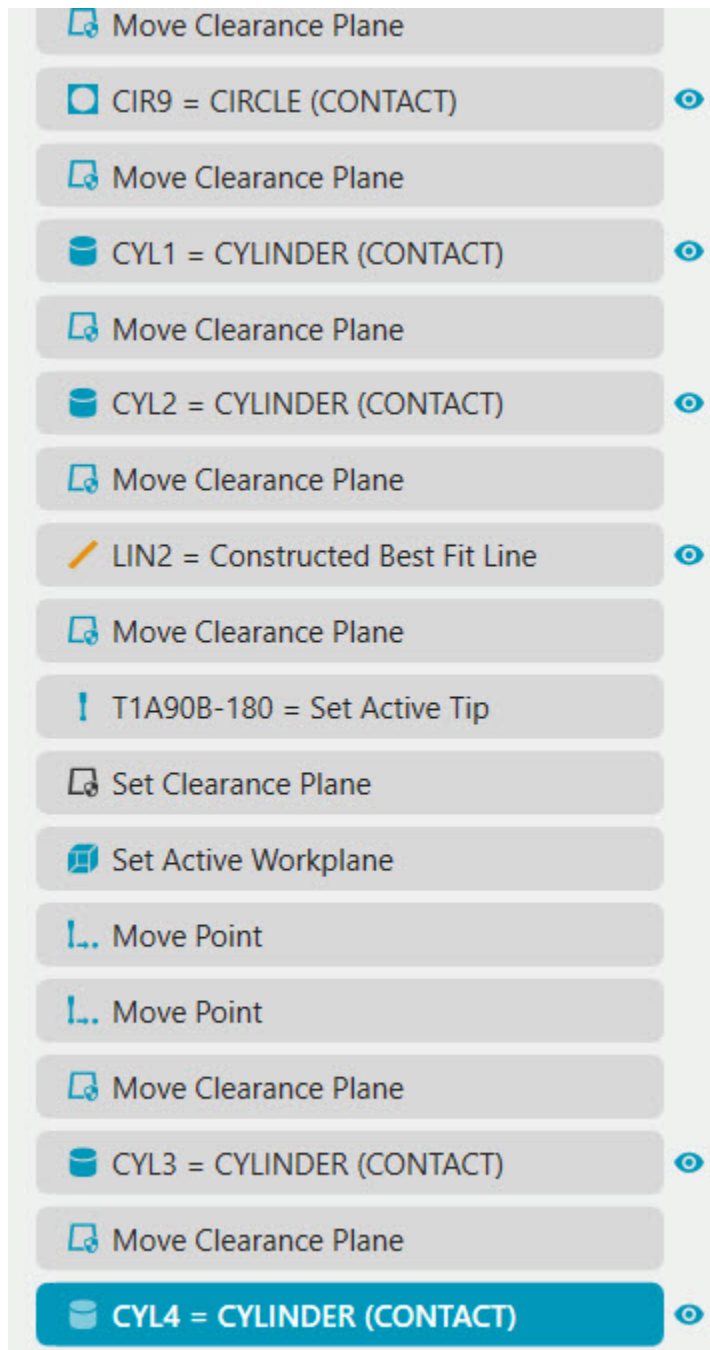 Move Clearance Plane
CIR9 = CIRCLE (CONTACT)
Move Clearance Plane
CYL1 = CYLINDER (CONTACT)
Move Clearance Plane
CYL2 = CYLINDER (CONTACT)
Move Clearance Plane
LIN2 = Constructed Best Fit Line
Move Clearance Plane
T1A90B-180 = Set Active Tip
Set Clearance Plane
Set Active Workplane
Move Point
Move Point
Move Clearance Plane
CYL3 = CYLINDER (CONTACT)
Move Clearance Plane
CYL4 = CYLINDER (CONTACT)